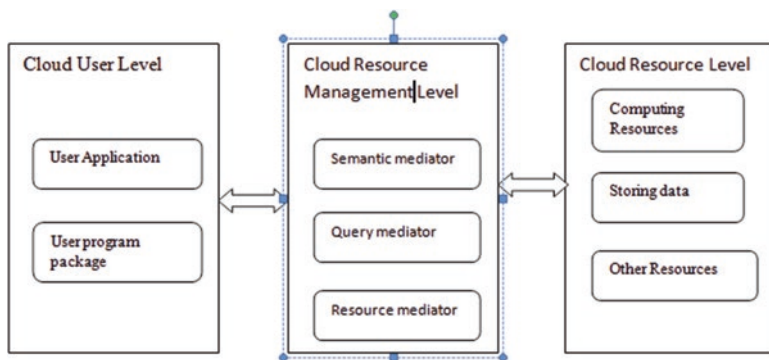 Cloud User Level
User Application
User program
package
Cloud Resource
Management Level
Semantic mediator
Query mediator
Resource mediator
Cloud Resource Level
Computing
Resources
Storing data
Other Resources